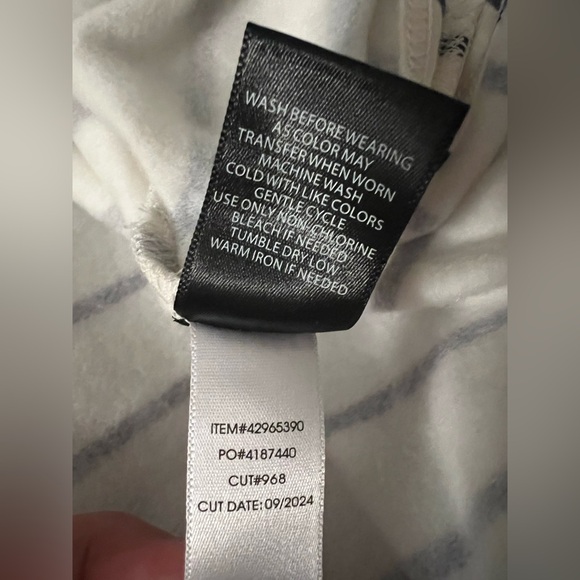 WASH BEFORE WEARING
AS COLOR MAY
TRANSFER WHEN WORN
MACHINE WASH
COLD WITH LIKE COLORS
GENTLE CYCLE
USE ONLY NON-CHLORINE
BLEACH IF NEEDED
TUMBLE DRY LOW
WARM IRON IF NEEDED
ITEM#42965390
PO#4187440
CUT#968
CUT DATE: 09/2024